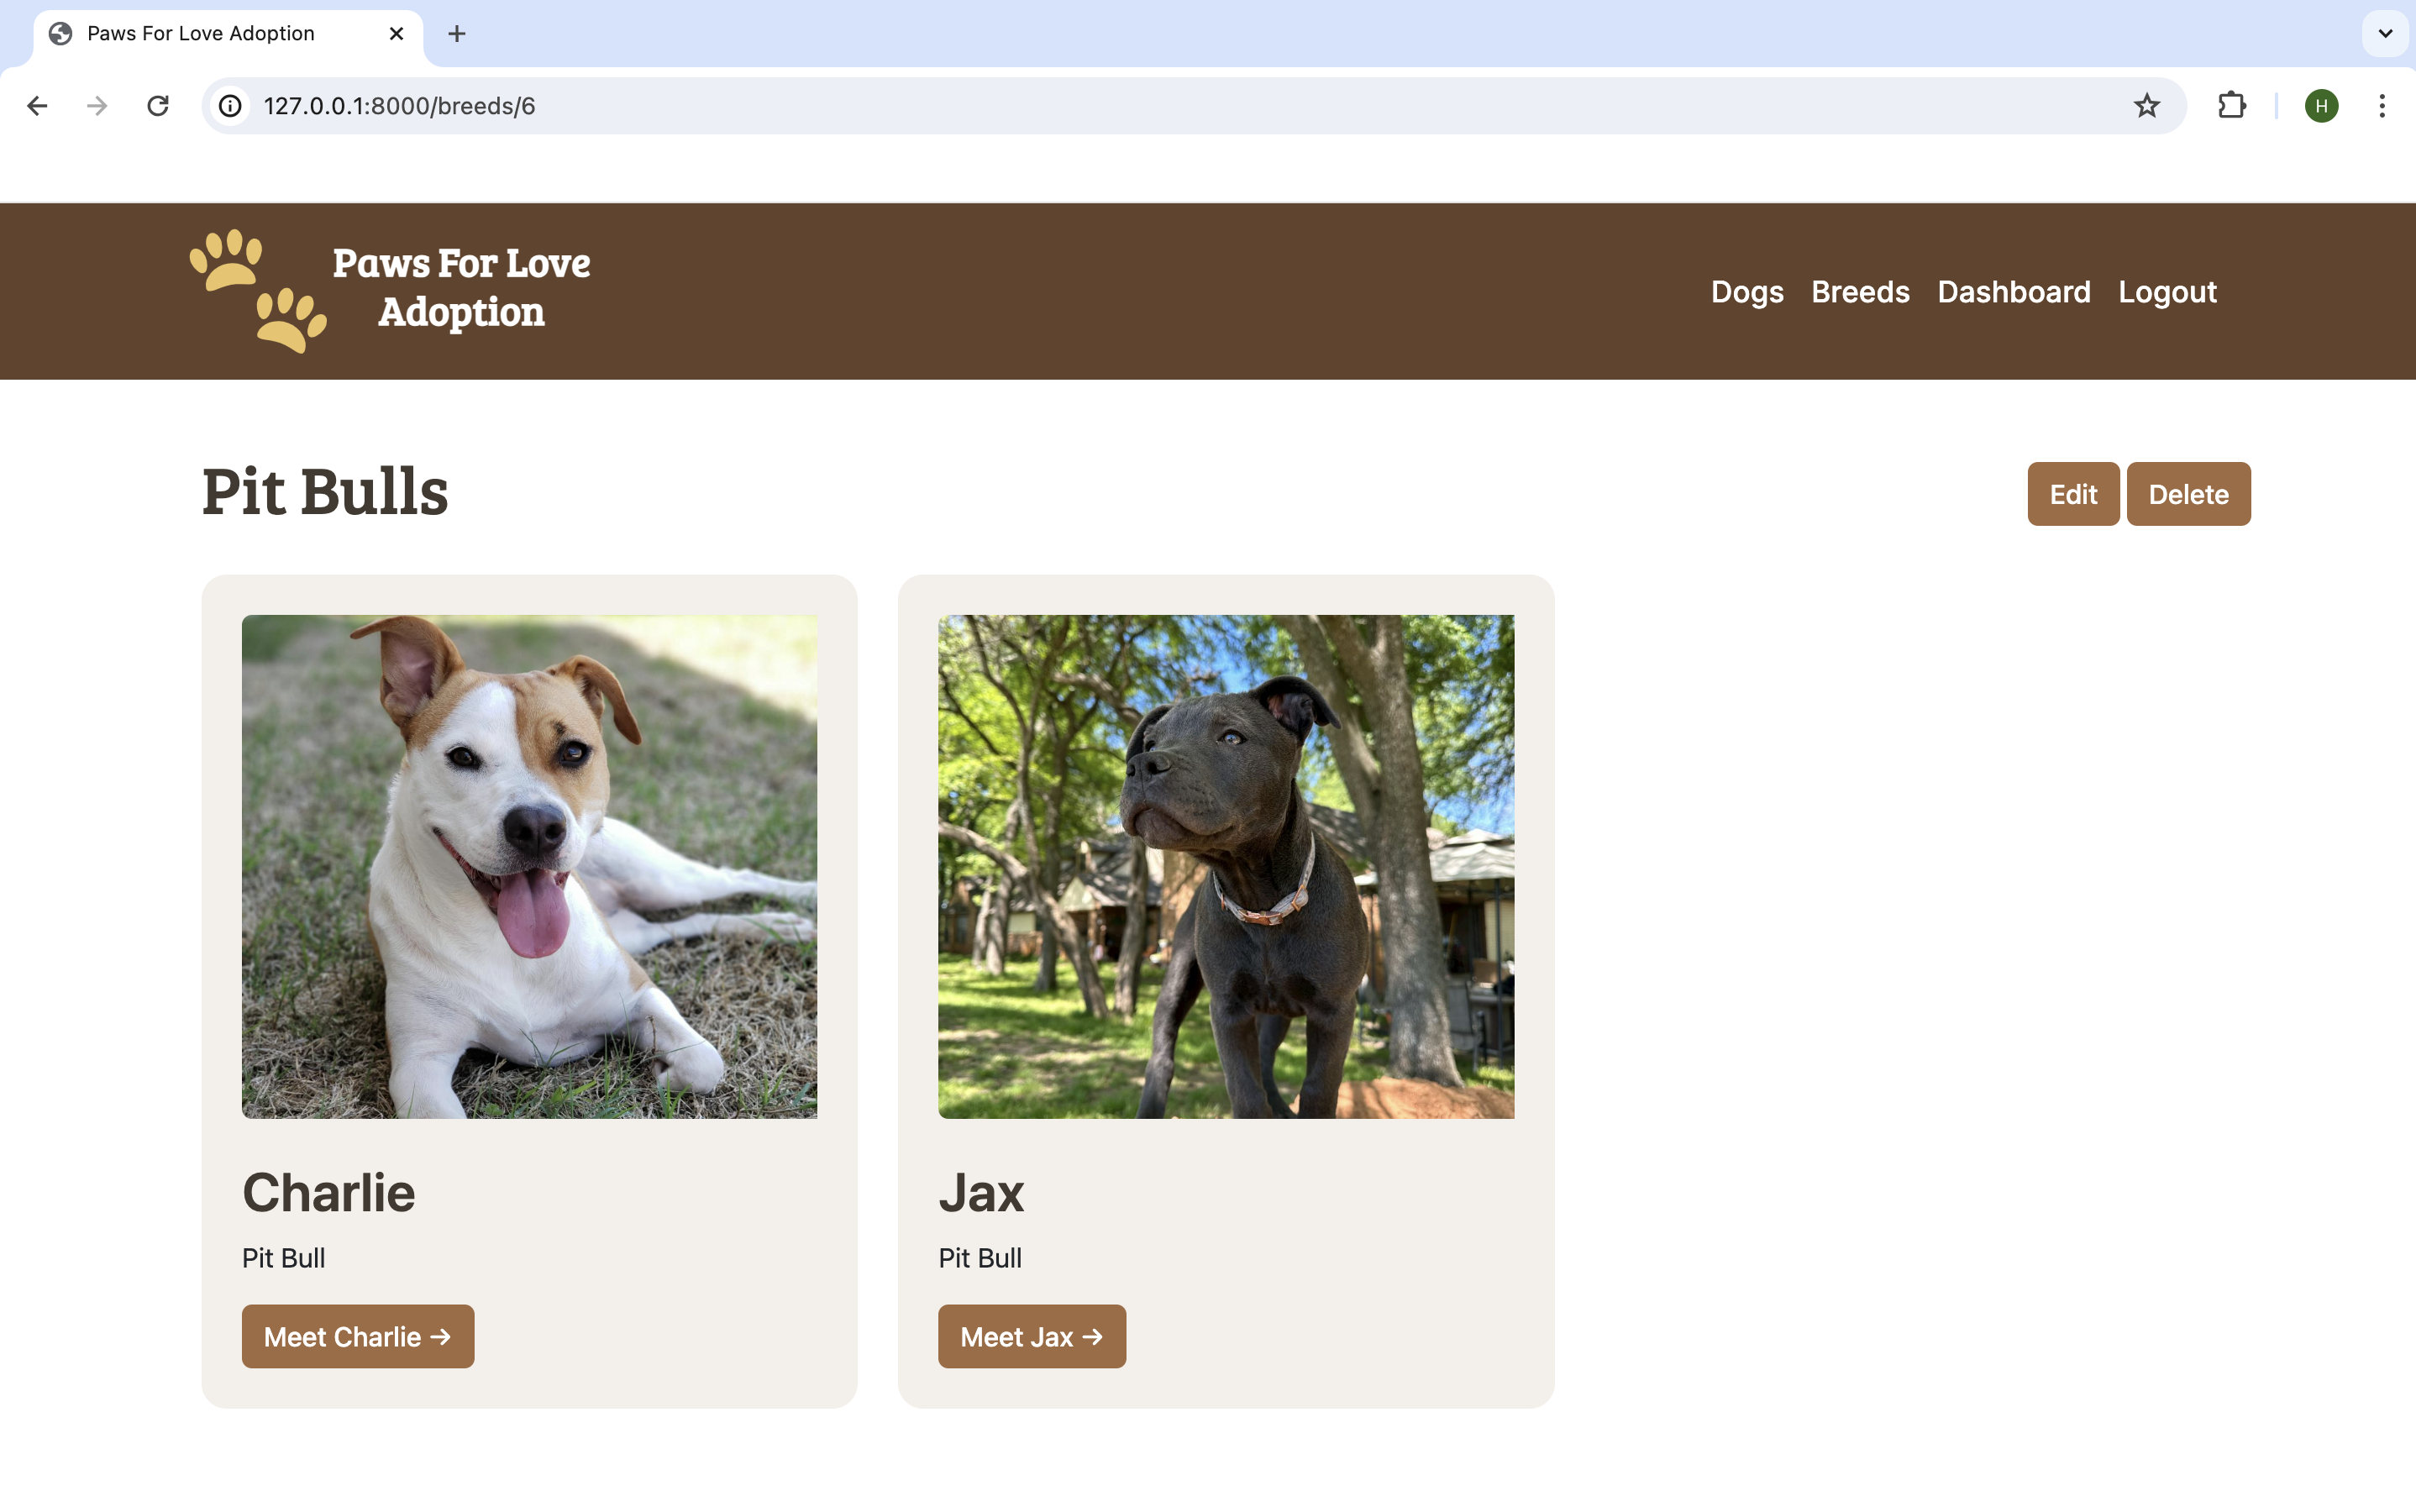 Paws For Love Adoption
127.0.0.1:8000/breeds/6
H
Paws For Love
Adoption
Dogs Breeds Dashboard Logout
Pit Bulls
Edit Delete
Charlie
Pit Bull
Meet Charlie →
Jax
Pit Bull
Meet Jax →